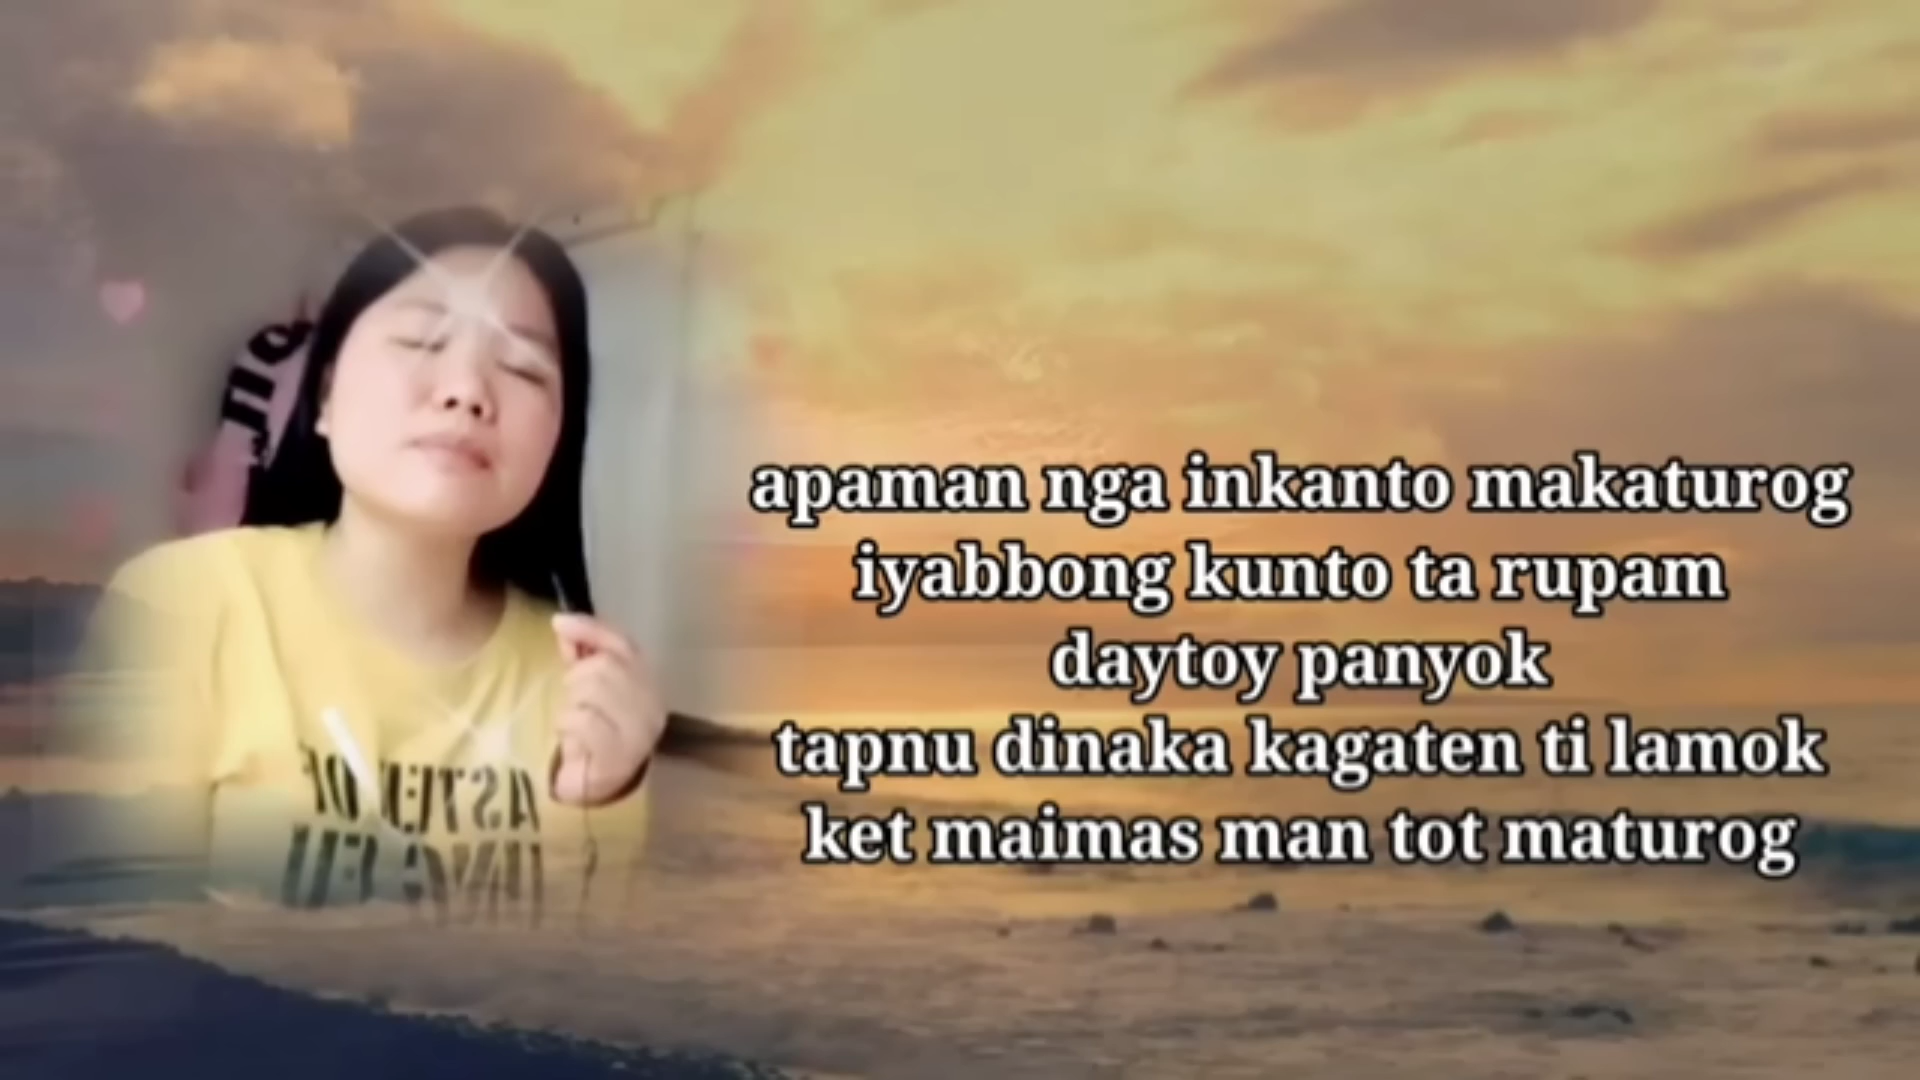 apaman nga inkanto makaturog
iyabbong kunto ta rupam
daytoy panyok
tapnu dinaka kagaten ti lamok
ket maimas man tot maturog